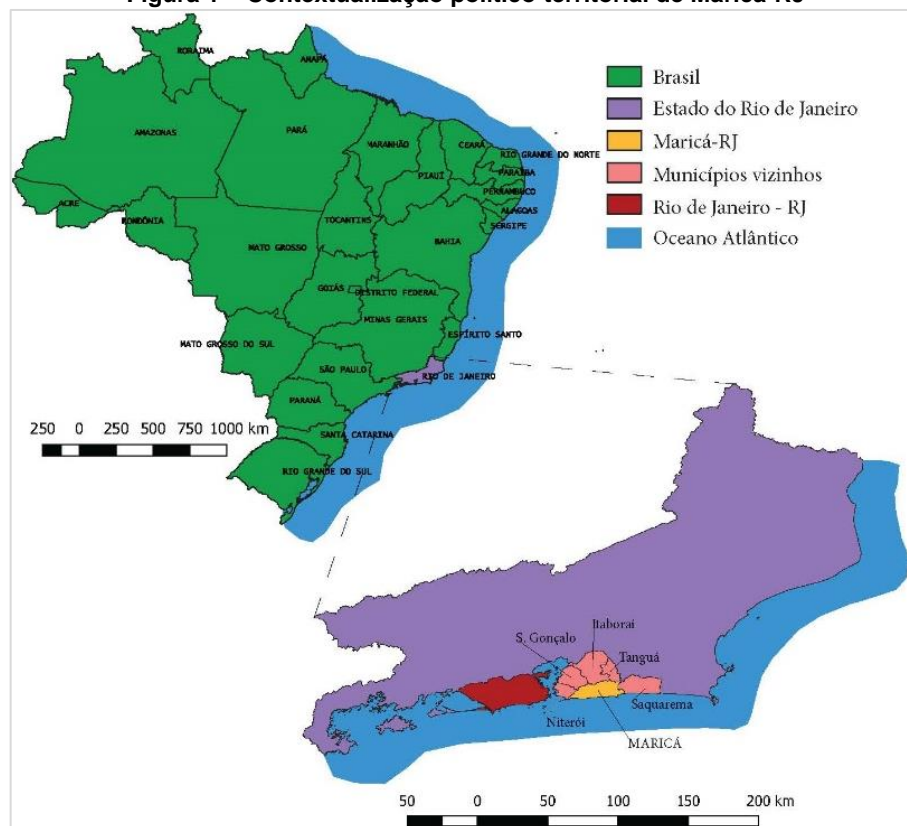 Figura 1 – Contextualização político-territorial de Maricá-RJ
Brasil
Estado do Rio de Janeiro
Maricá-RJ
Municípios vizinhos
Rio de Janeiro - RJ
Oceano Atlântico
RORAIMA
AMAPÁ
AMAZONAS
PARÁ
MARANHÃO
CEARÁ
RIO GRANDE DO NORTE
PARAÍBA
PIAUÍ
PERNAMBUCO
ACRE
ALAGOAS
RONDÔNIA
TOCANTINS
SERGIPE
MATO GROSSO
BAHIA
GOIÁS
DISTRITO FEDERAL
MINAS GERAIS
ESPÍRITO SANTO
MATO GROSSO DO SUL
SÃO PAULO
RIO DE JANEIRO
PARANÁ
SANTA CATARINA
RIO GRANDE DO SUL
250 0 250 500 750 1000 km
Itaboraí
S. Gonçalo
Tanguá
Saquarema
Niterói
MARICÁ
50 0 50 100 150 200 km